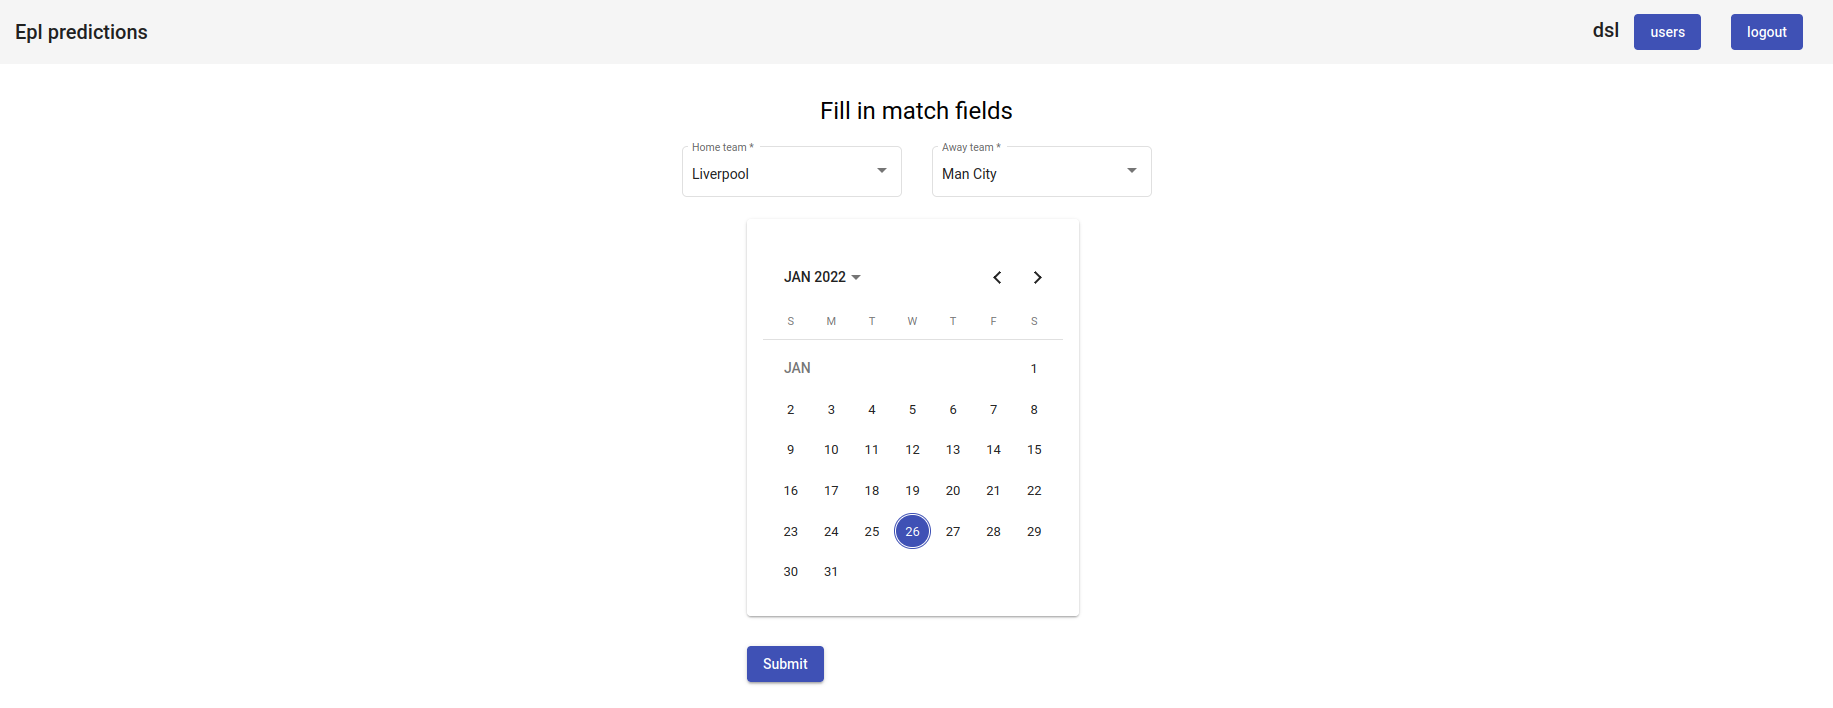 Epl predictions
dsl users logout
Fill in match fields
Home team * Away team *
Liverpool Man City
JAN 2022
S M T W T F S
JAN 1
2 3 4 5 6 7 8
9 10 11 12 13 14 15
16 17 18 19 20 21 22
23 24 25 26 27 28 29
30 31
Submit